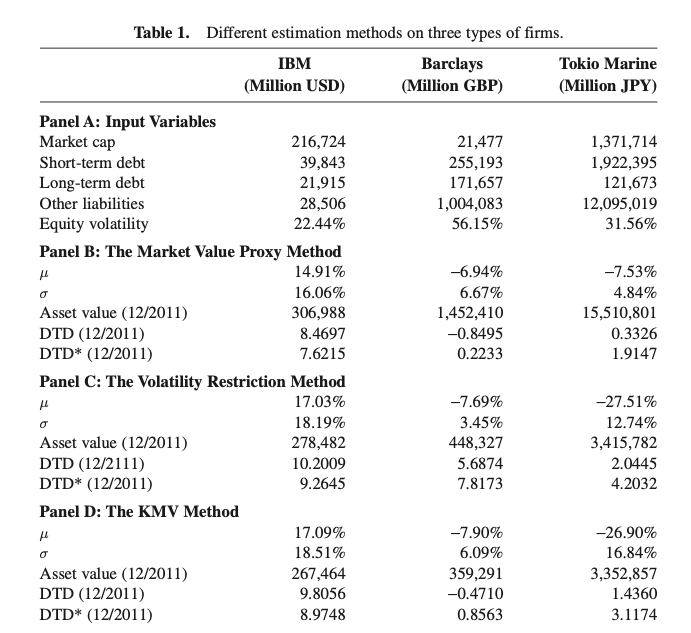 Table 1. Different estimation methods on three types of firms.
IBM Barclays Tokio Marine
(Million USD) (Million GBP) (Million JPY)
Panel A: Input Variables
Market cap 216,724 21,477 1,371,714
Short-term debt 39,843 255,193 1,922,395
Long-term debt 21,915 171,657 121,673
Other liabilities 28,506 1,004,083 12,095,019
Equity volatility 22.44% 56.15% 31.56%
Panel B: The Market Value Proxy Method
μ 14.91% −6.94% −7.53%
σ 16.06% 6.67% 4.84%
Asset value (12/2011) 306,988 1,452,410 15,510,801
DTD (12/2011) 8.4697 −0.8495 0.3326
DTD* (12/2011) 7.6215 0.2233 1.9147
Panel C: The Volatility Restriction Method
μ 17.03% −7.69% −27.51%
σ 18.19% 3.45% 12.74%
Asset value (12/2011) 278,482 448,327 3,415,782
DTD (12/2111) 10.2009 5.6874 2.0445
DTD* (12/2011) 9.2645 7.8173 4.2032
Panel D: The KMV Method
μ 17.09% −7.90% −26.90%
σ 18.51% 6.09% 16.84%
Asset value (12/2011) 267,464 359,291 3,352,857
DTD (12/2011) 9.8056 −0.4710 1.4360
DTD* (12/2011) 8.9748 0.8563 3.1174